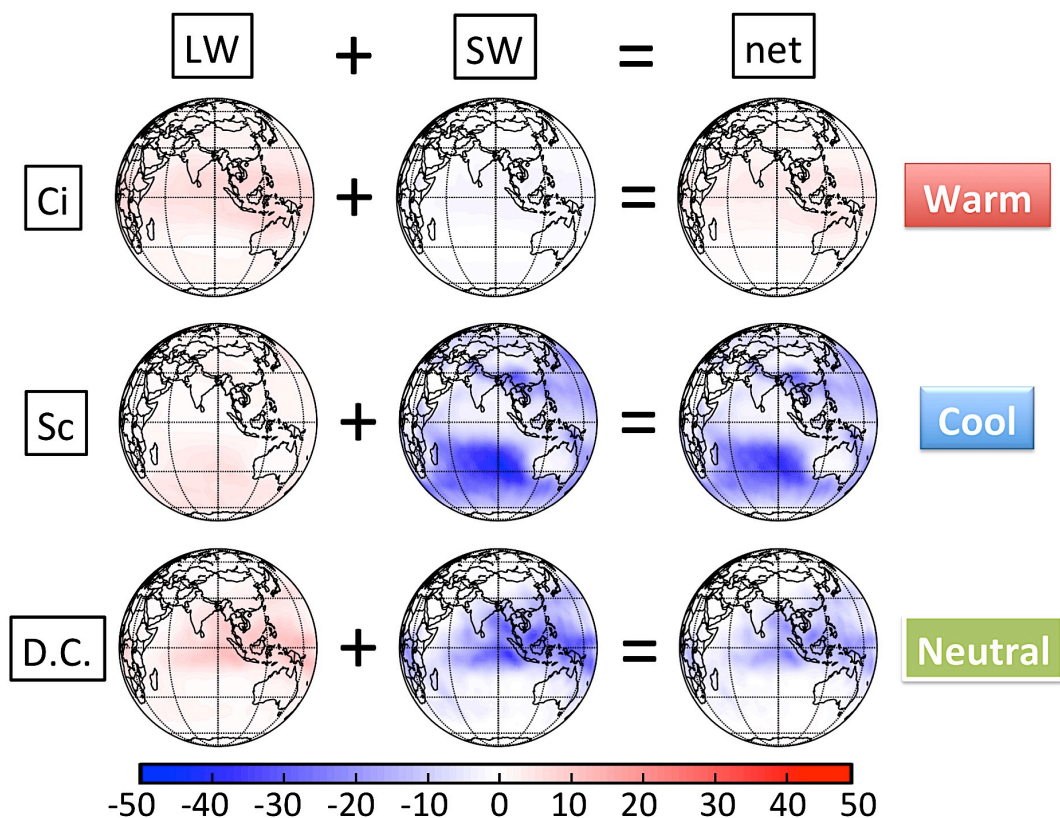 LW + SW = net
Ci + = Warm
Sc + = Cool
D.C. + = Neutral
-50 -40 -30 -20 -10 0 10 20 30 40 50